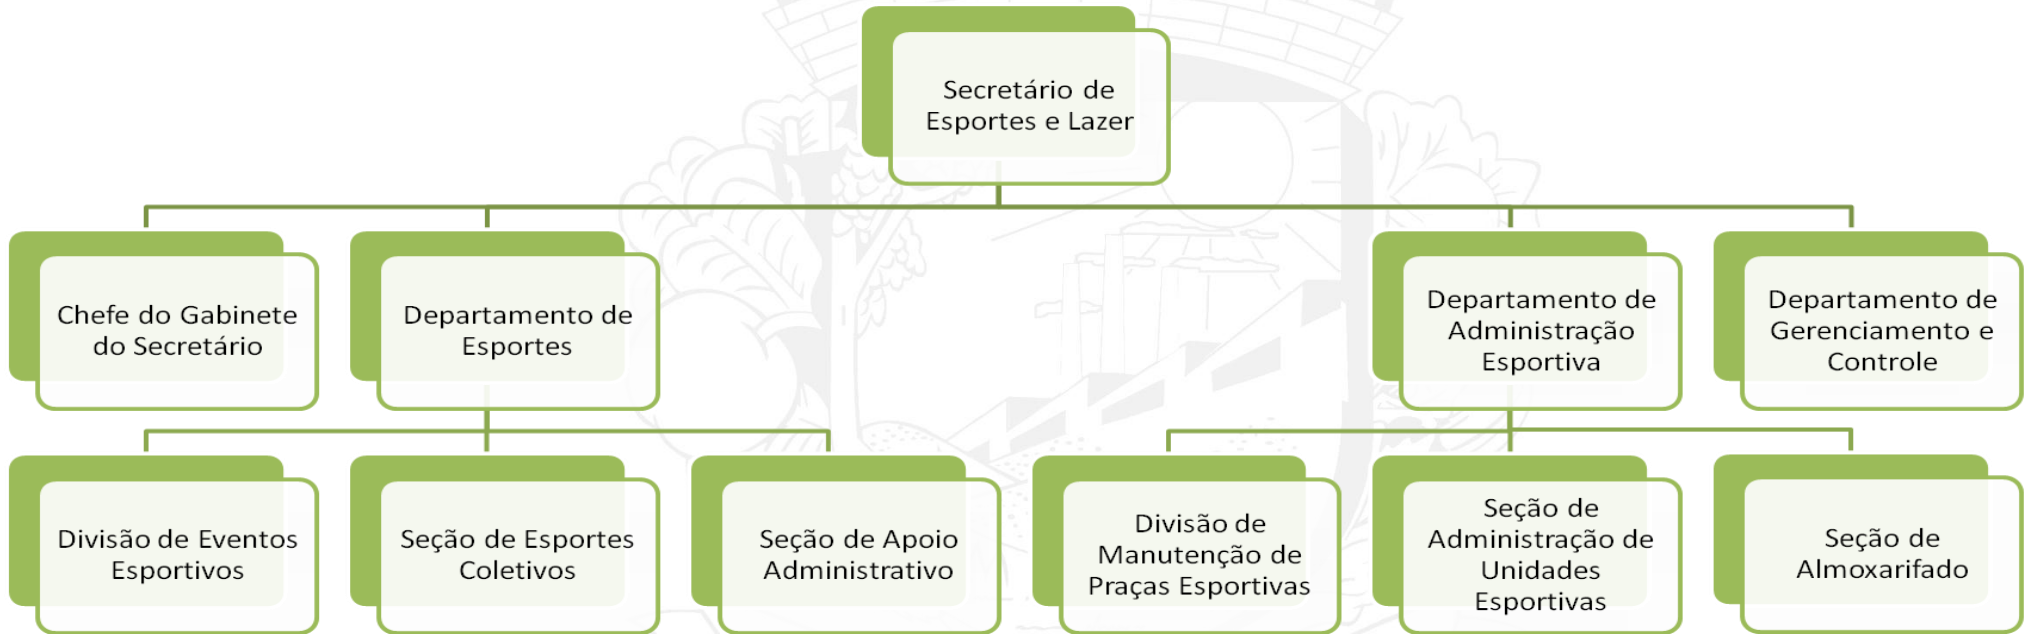 Secretário de
Esportes e Lazer
Chefe do Gabinete
do Secretário
Departamento de
Esportes
Departamento de
Administração
Esportiva
Departamento de
Gerenciamento e
Controle
Divisão de Eventos
Esportivos
Seção de Esportes
Coletivos
Seção de Apoio
Administrativo
Divisão de
Manutenção de
Praças Esportivas
Seção de
Administração de
Unidades
Esportivas
Seção de
Almoxarifado